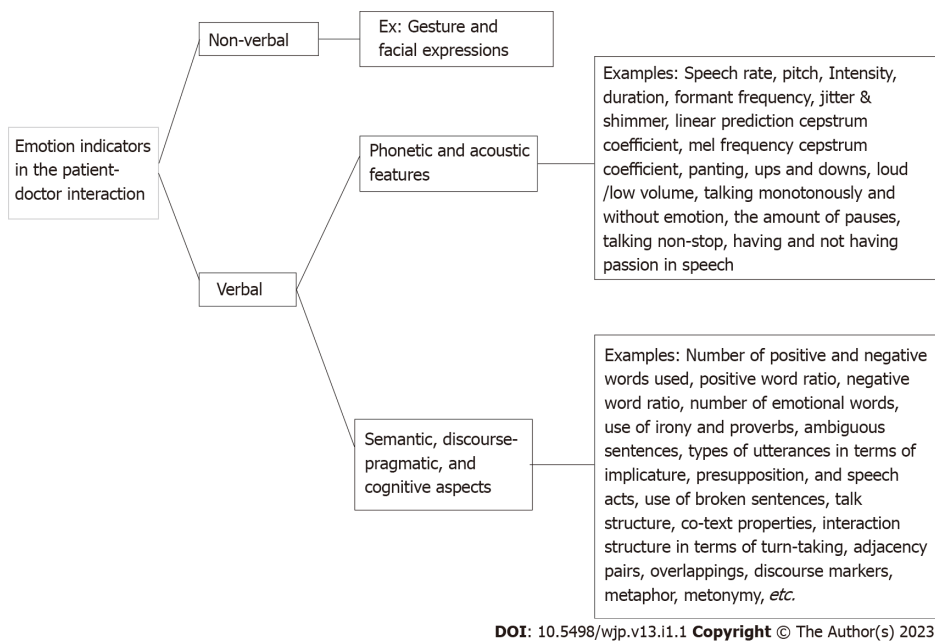 Emotion indicators
in the patient-
doctor interaction
Non-verbal
Ex: Gesture and
facial expressions
Verbal
Phonetic and acoustic
features
Examples: Speech rate, pitch, Intensity,
duration, formant frequency, jitter &
shimmer, linear prediction cepstrum
coefficient, mel frequency cepstrum
coefficient, panting, ups and downs, loud
/low volume, talking monotonously and
without emotion, the amount of pauses,
talking non-stop, having and not having
passion in speech
Semantic, discourse-
pragmatic, and
cognitive aspects
Examples: Number of positive and negative
words used, positive word ratio, negative
word ratio, number of emotional words,
use of irony and proverbs, ambiguous
sentences, types of utterances in terms of
implicature, presupposition, and speech
acts, use of broken sentences, talk
structure, co-text properties, interaction
structure in terms of turn-taking, adjacency
pairs, overlappings, discourse markers,
metaphor, metonymy, etc.
DOI: 10.5498/wjp.v13.i1.1 Copyright © The Author(s) 2023